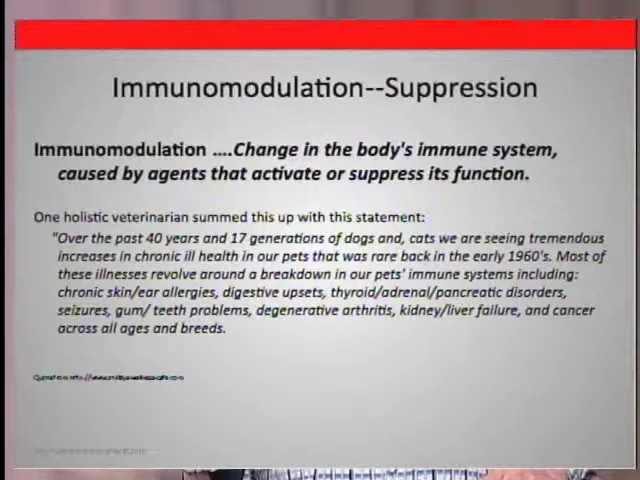 Immunomodulation--Suppression
Immunomodulation ....Change in the body's immune system,
caused by agents that activate or suppress its function.
One holistic veterinarian summed this up with this statement:
"Over the past 40 years and 17 generations of dogs and, cats we are seeing tremendous
increases in chronic ill health in our pets that was rare back in the early 1960's. Most of
these illnesses revolve around a breakdown in our pets' immune systems including:
chronic skin/ear allergies, digestive upsets, thyroid/adrenal/pancreatic disorders,
seizures, gum/ teeth problems, degenerative arthritis, kidney/liver failure, and cancer
across all ages and breeds.